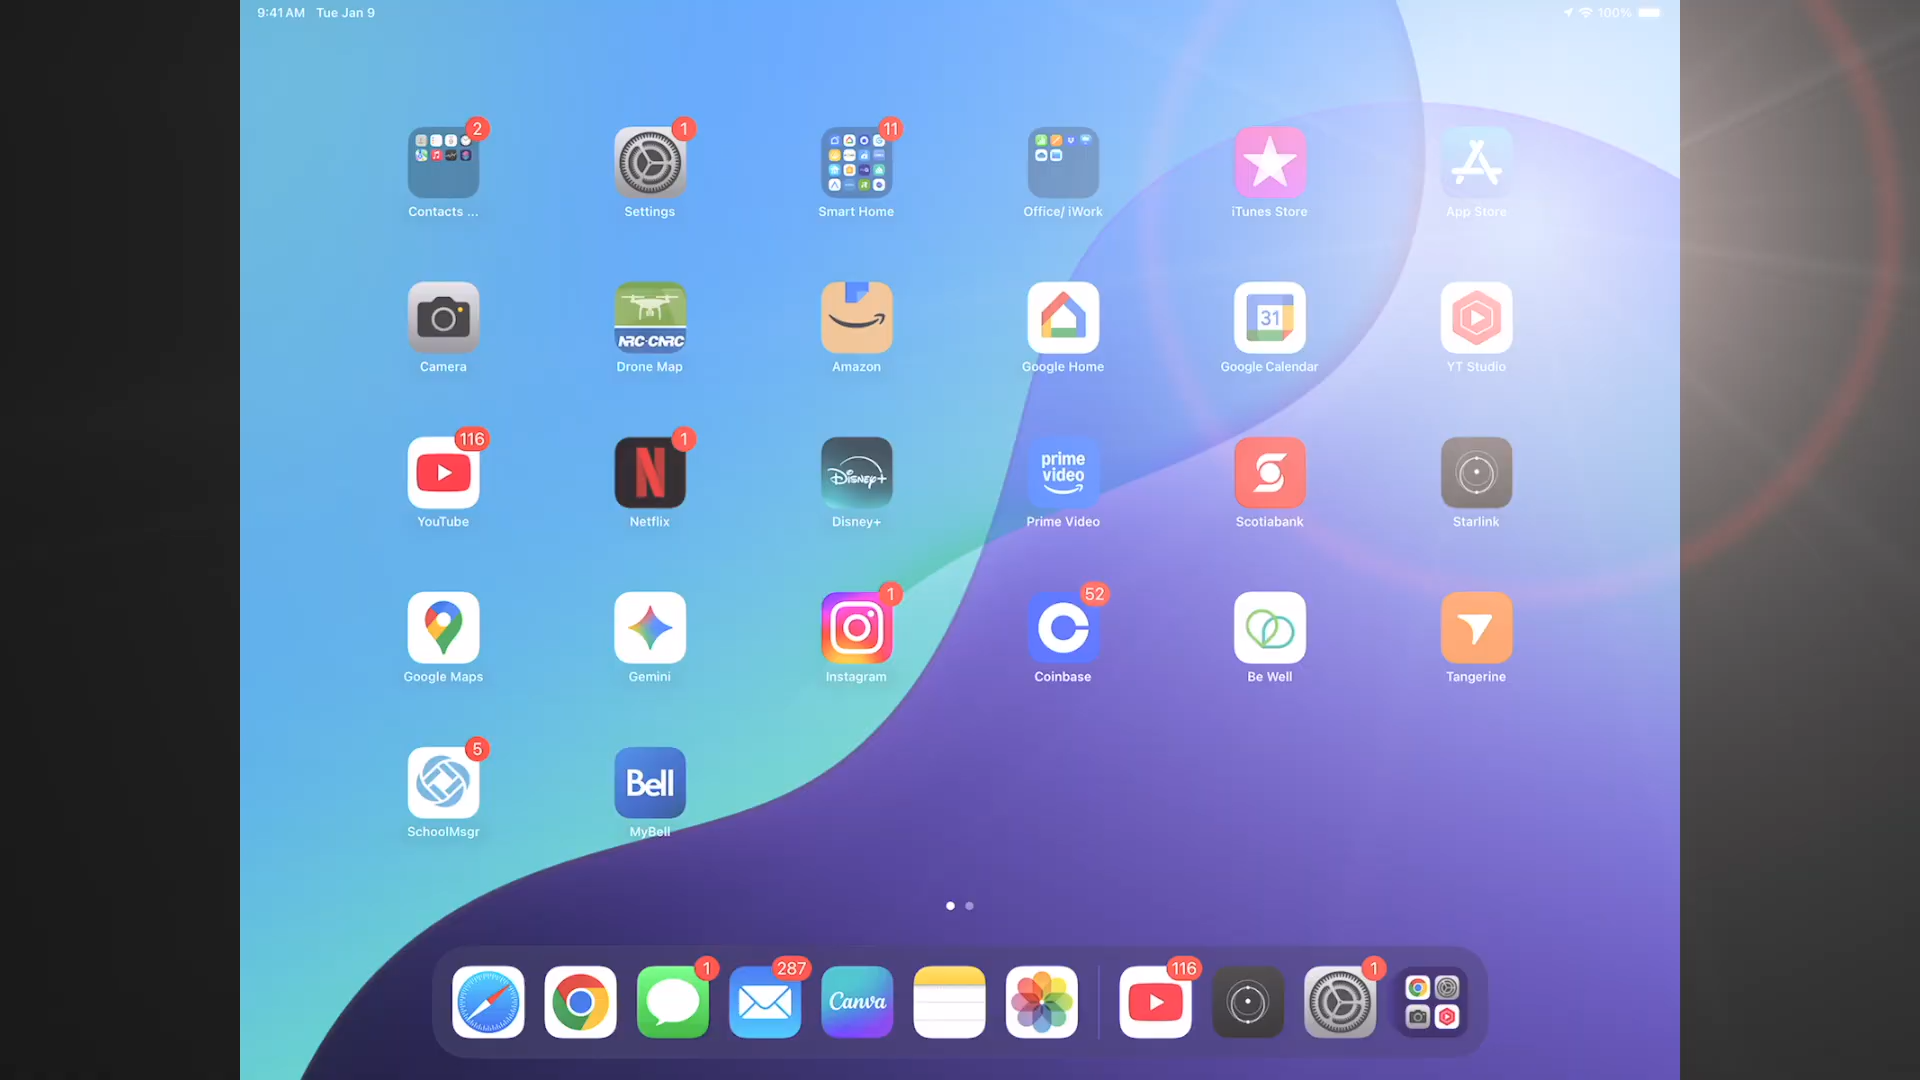 9:41 AM Tue Jan 9
100%
2
1
11
Contacts ...
Settings
Smart Home
Office/ iWork
iTunes Store
App Store
31
NRC·CNRC
Camera
Drone Map
Amazon
Google Home
Google Calendar
YT Studio
116
1
N
Disney+
prime
video
S
YouTube
Netflix
Disney+
Prime Video
Scotiabank
Starlink
1
52
Google Maps
Gemini
Instagram
Coinbase
Be Well
Tangerine
5
Bell
SchoolMsgr
MyBell
1
287
116
1
Canva